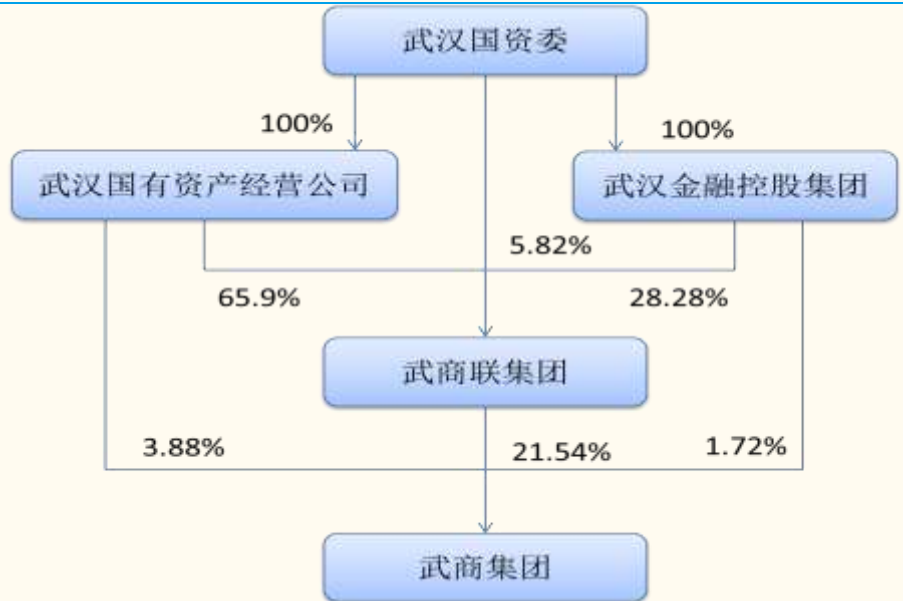 武汉国资委
100%
100%
武汉国有资产经营公司
武汉金融控股集团
5.82%
65.9%
28.28%
武商联集团
3.88%
21.54%
1.72%
武商集团